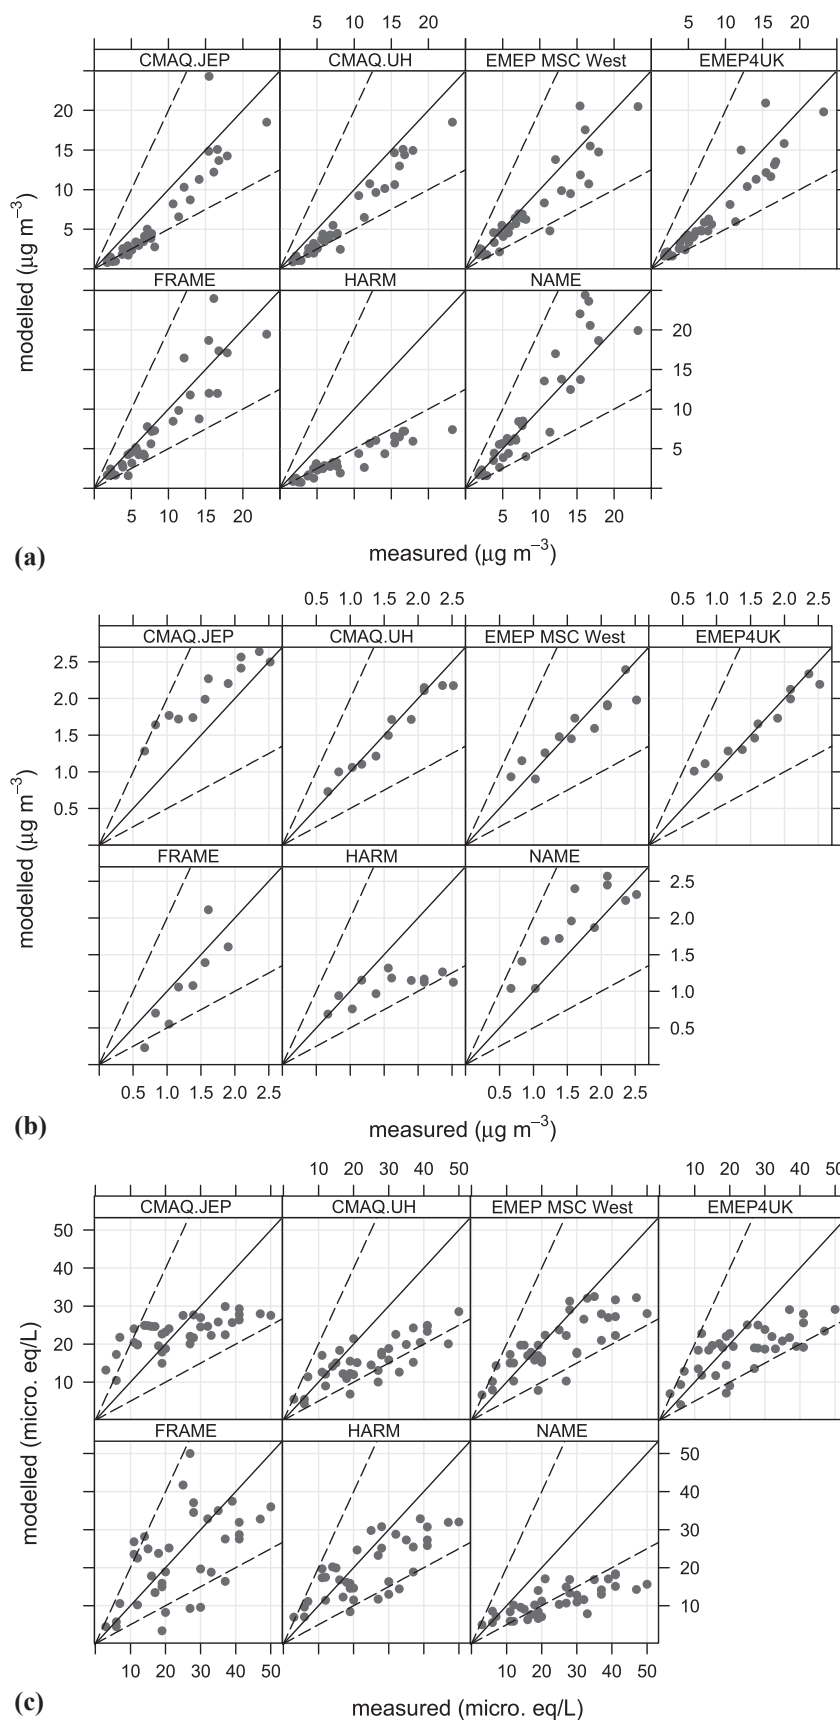 5 10 15 20 5 10 15 20
CMAQ.JEP CMAQ.UH EMEP MSC West EMEP4UK
20
15
10
5
modelled (μg m⁻³)
FRAME HARM NAME
20
15
10
5
5 10 15 20 5 10 15 20
(a)
measured (μg m⁻³)
0.5 1.0 1.5 2.0 2.5 0.5 1.0 1.5 2.0 2.5
CMAQ.JEP CMAQ.UH EMEP MSC West EMEP4UK
2.5
2.0
1.5
1.0
0.5
modelled (μg m⁻³)
FRAME HARM NAME
2.5
2.0
1.5
1.0
0.5
0.5 1.0 1.5 2.0 2.5 0.5 1.0 1.5 2.0 2.5
(b)
measured (μg m⁻³)
10 20 30 40 50 10 20 30 40 50
CMAQ.JEP CMAQ.UH EMEP MSC West EMEP4UK
50
40
30
20
10
modelled (micro. eq/L)
FRAME HARM NAME
50
40
30
20
10
10 20 30 40 50 10 20 30 40 50
(c)
measured (micro. eq/L)